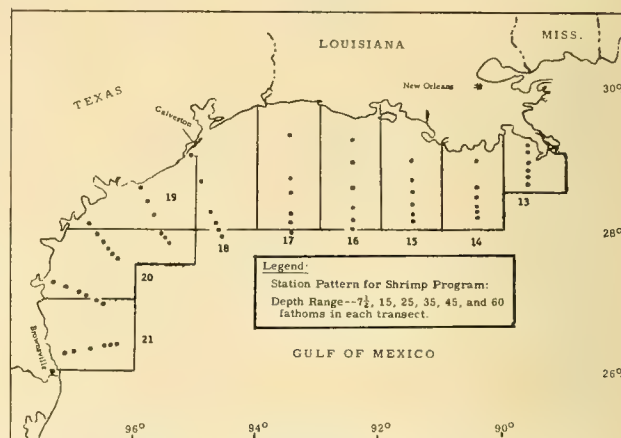 MISS.
LOUISIANA
TEXAS
New Orleans
30°
Galveston
19
13
28°
18
17
16
15
14
20
Legend:
Station Pattern for Shrimp Program:
Depth Range--7½, 15, 25, 35, 45, and 60
fathoms in each transect.
21
Brownsville
GULF OF MEXICO
26°
96°
94°
92°
90°